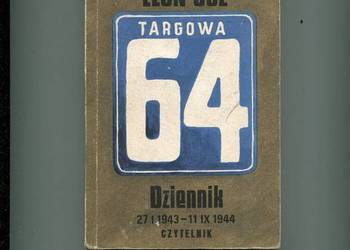 LEON GUZ
TARGOWA
64
Dziennik
27 I 1943-11 IX 1944
CZYTELNIK